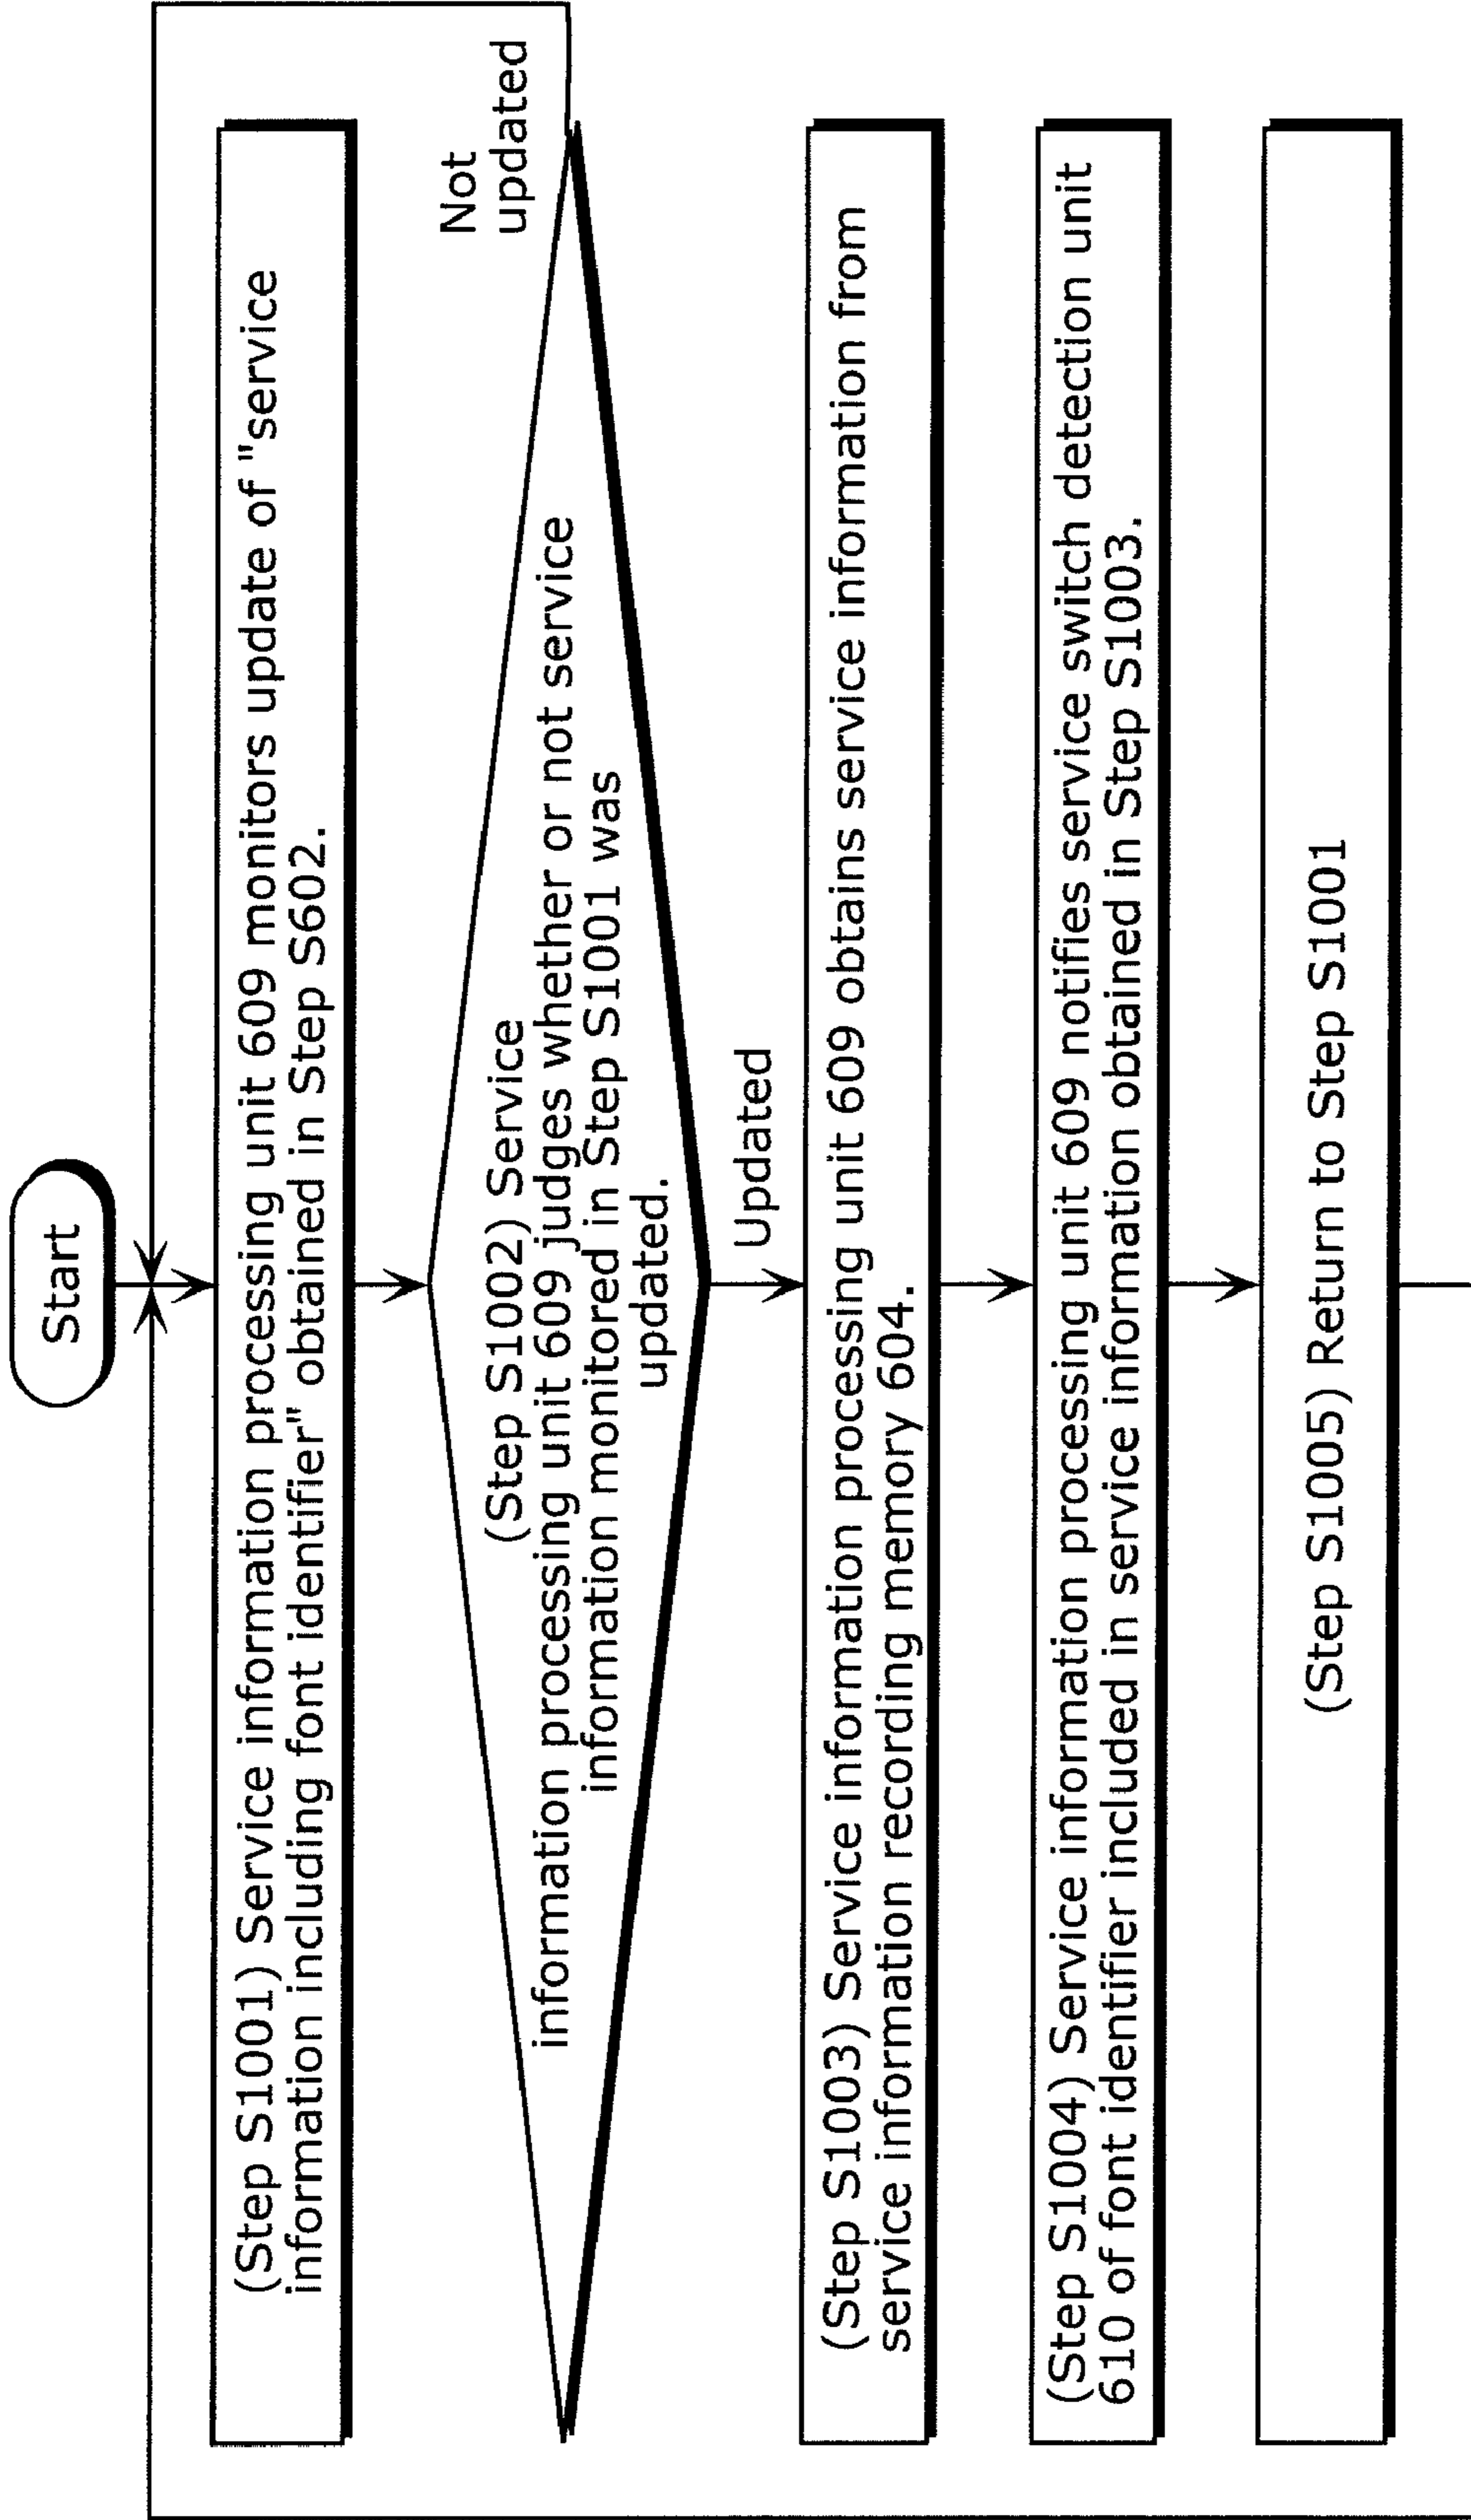 Start
(Step S1001) Service information processing unit 609 monitors update of "service
information including font identifier" obtained in Step S602.
(Step S1002) Service
information processing unit 609 judges whether or not service
information monitored in Step S1001 was
updated.
Not
updated
Updated
(Step S1003) Service information processing unit 609 obtains service information from
service information recording memory 604.
(Step S1004) Service information processing unit 609 notifies service switch detection unit
610 of font identifier included in service information obtained in Step S1003.
(Step S1005) Return to Step S1001